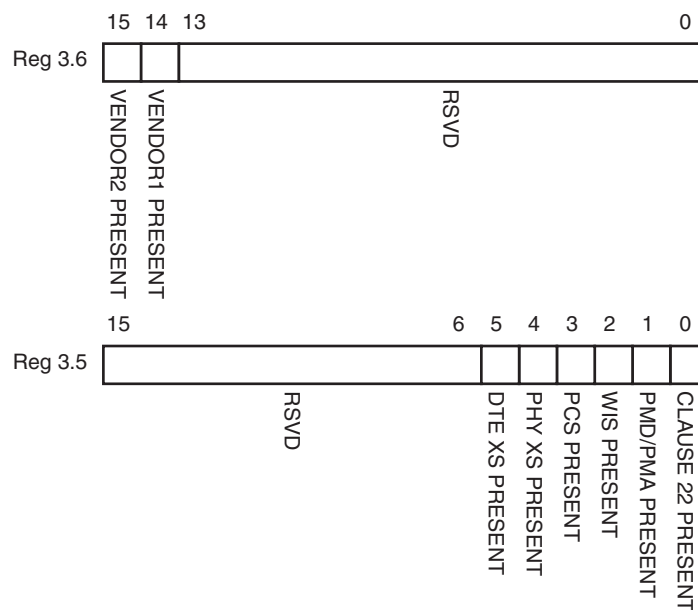 15 14 13 0
Reg 3.6
VENDOR2 PRESENT
VENDOR1 PRESENT
RSVD
15 6 5 4 3 2 1 0
Reg 3.5
RSVD
DTE XS PRESENT
PHY XS PRESENT
PCS PRESENT
WIS PRESENT
PMD/PMA PRESENT
CLAUSE 22 PRESENT